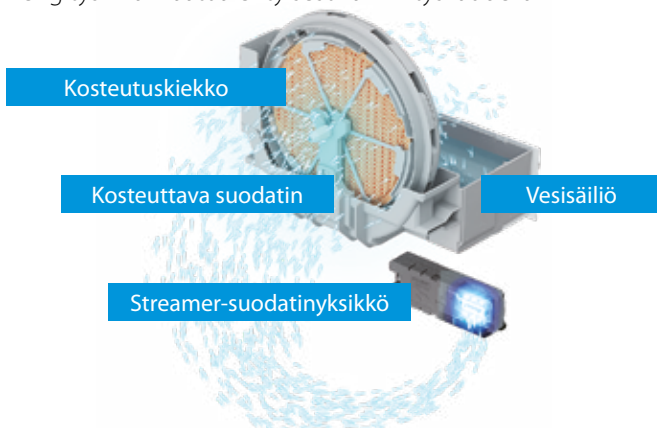 Kosteutuskiekko
Kosteuttava suodatin
Vesisäiliö
Streamer-suodatinyksikkö